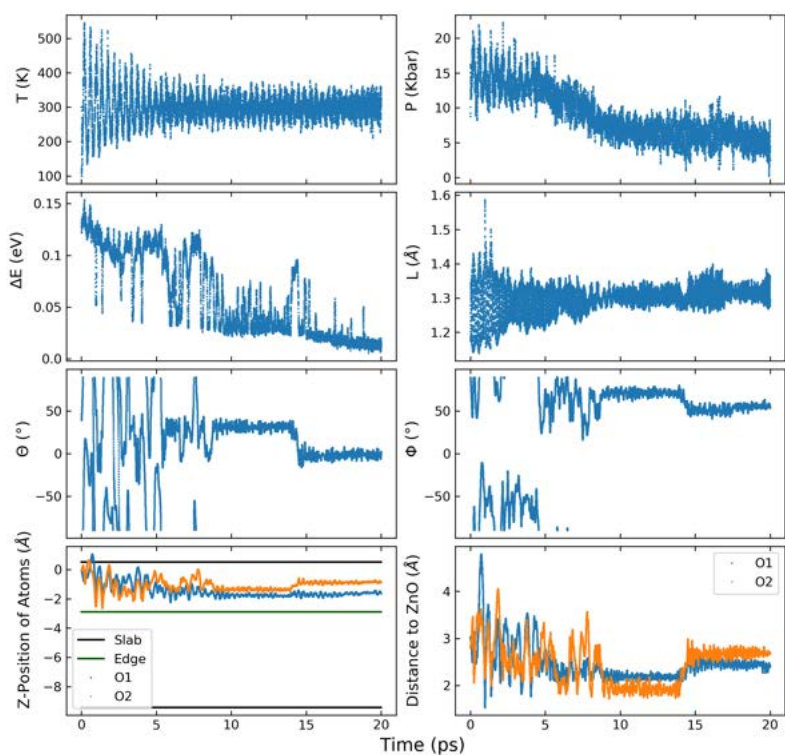 T (K)
500
400
300
200
100
P (Kbar)
20
15
10
5
0
ΔE (eV)
0.15
0.1
0.05
0.0
L (Å)
1.6
1.5
1.4
1.3
1.2
Θ (°)
50
0
−50
Φ (°)
50
0
−50
Z-Position of Atoms (Å)
0
−2
−4
−6
−8
Slab
Edge
O1
O2
0 5 10 15 20
Distance to ZnO (Å)
4
3
2
O1
O2
0 5 10 15 20
Time (ps)